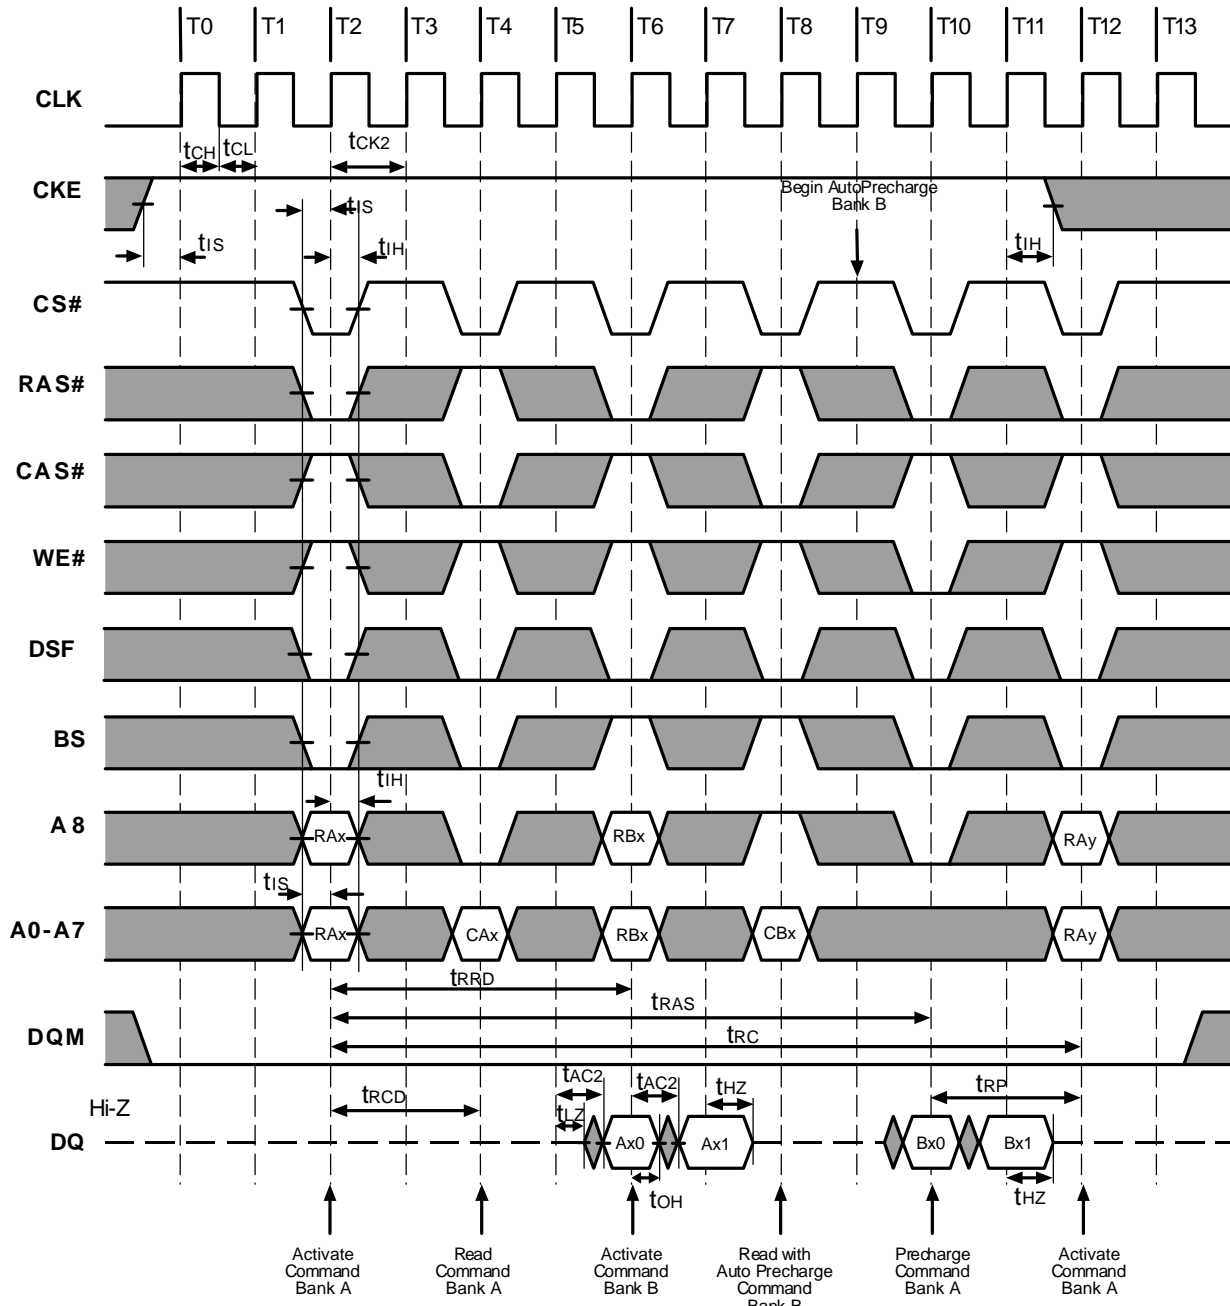 T0 T1 T2 T3 T4 T5 T6 T7 T8 T9 T10 T11 T12 T13
CLK
tCH tCL tCK2
CKE
Begin AutoPrecharge
Bank B
tIS
tIS tIH tIH
CS#
RAS#
CAS#
WE#
DSF
BS
tIH
A8
RAx RBx RAy
tIS
A0-A7
RAx CAx RBx CBx RAy
tRRD
tRAS
DQM
tRC
tAC2 tAC2 tHZ tRP
tRCD
Hi-Z
tLZ
DQ
Ax0 Ax1 Bx0 Bx1
tOH tHZ
Activate
Command
Bank A
Read
Command
Bank A
Activate
Command
Bank B
Read with
Auto Precharge
Command
Bank B
Precharge
Command
Bank A
Activate
Command
Bank A